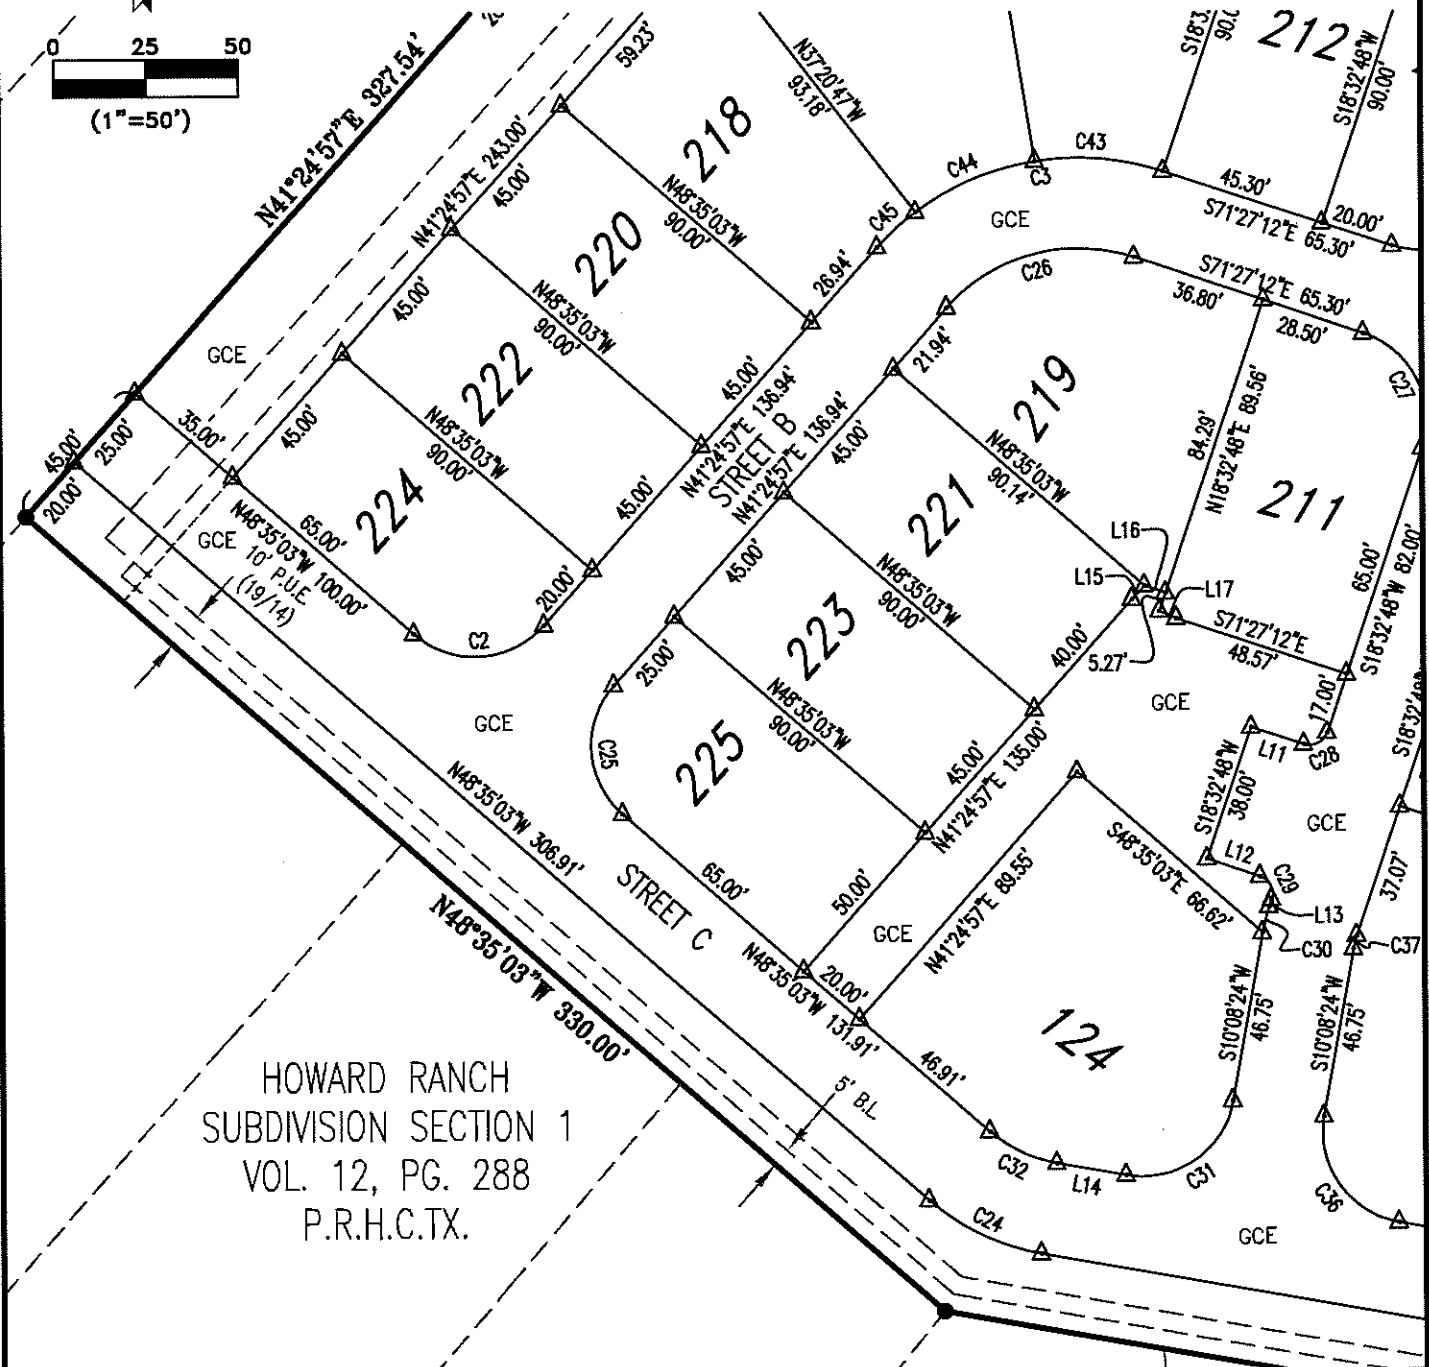 0 25 50
(1"=50')
N41°24'57"E 327.54'
59.23'
N37°20'47"W
93.18'
90.0
212
S18°32'48"W
90.00'
218
N41°24'57"E 243.00'
45.00'
N48°35'03"W
90.00'
C45
C44
C3
C43
GCE
45.30'
S71°27'12"E 65.30'
20.00'
220
45.00'
N48°35'03"W
90.00'
26.94'
C26
S71°27'12"E 65.30'
36.80'
28.50'
C27
GCE
222
45.00'
N48°35'03"W
90.00'
45.00'
N41°24'57"E 136.94'
STREET B
N41°24'57"E 136.94'
21.94'
45.00'
219
N48°35'03"W
90.14'
84.29'
N18°32'48"E 89.56'
211
45.00'
25.00'
20.00'
35.00'
GCE
N48°35'03"W 100.00'
65.00'
10' P.U.E.
(19/14)
224
45.00'
20.00'
C2
221
45.00'
N48°35'03"W
90.00'
L16
L15
L17
5.27'
40.00'
S71°27'12"E
48.57'
65.00'
S18°32'48"W 82.00'
17.00'
223
25.00'
N48°35'03"W
90.00'
GCE
C25
GCE
L11
C28
S18°32'48"W
38.00'
225
45.00'
N41°24'57"E 135.00'
S18°32'48"W
GCE
N48°35'03"W 306.91'
65.00'
50.00'
STREET C
L12
C29
S48°35'03"E 66.62'
L13
C30
37.07'
C37
N41°24'57"E 89.55'
GCE
N48°35'03"W 330.00'
20.00'
N48°35'03"W 131.91'
46.91'
124
S10°08'24"W
46.75'
S10°08'24"W
46.75'
5' B.L.
C32
L14
C31
C36
C24
GCE
HOWARD RANCH
SUBDIVISION SECTION 1
VOL. 12, PG. 288
P.R.H.C.TX.